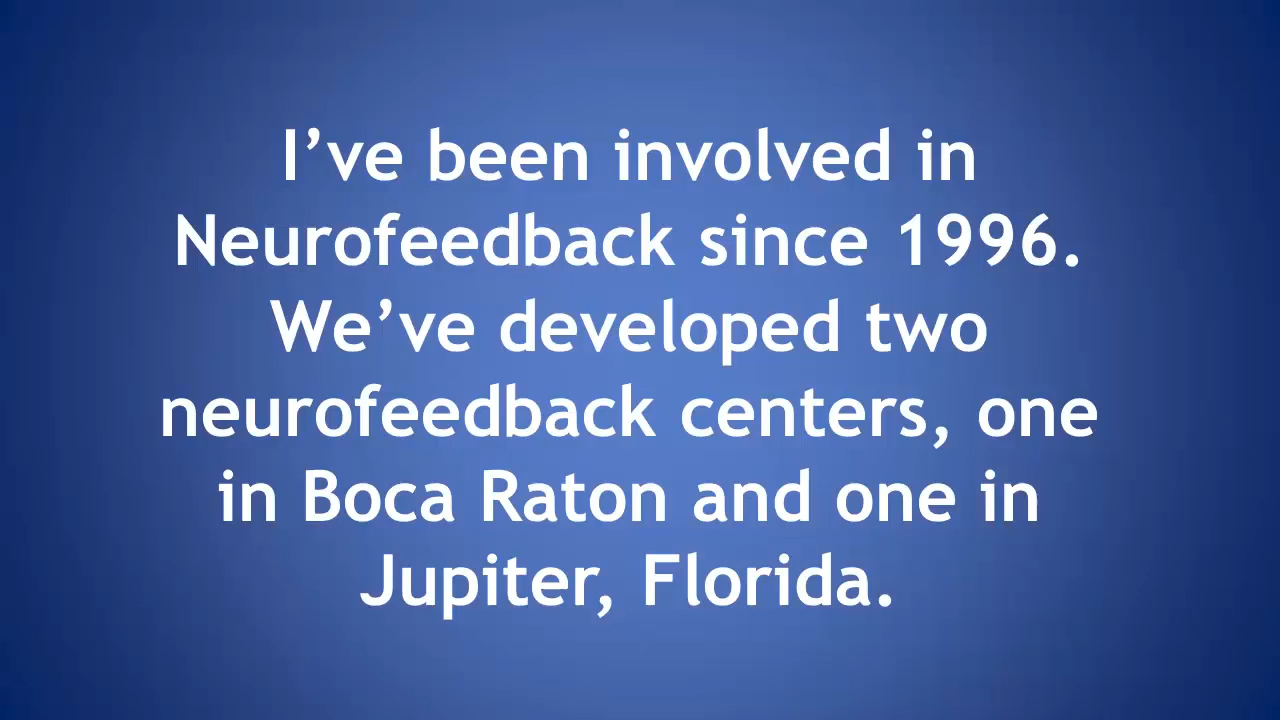 I’ve been involved in
Neurofeedback since 1996.
We’ve developed two
neurofeedback centers, one
in Boca Raton and one in
Jupiter, Florida.